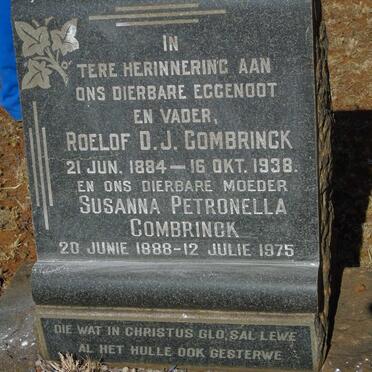 IN
TERE HERINNERING AAN
ONS DIERBARE EGGENOOT
EN VADER,
ROELOF D.J. COMBRINCK
21 JUN. 1884 — 16 OKT. 1938.
EN ONS DIERBARE MOEDER
SUSANNA PETRONELLA
COMBRINCK
20 JUNIE 1888 - 12 JULIE 1975
DIE WAT IN CHRISTUS GLO, SAL LEWE
AL HET HULLE OOK GESTERWE